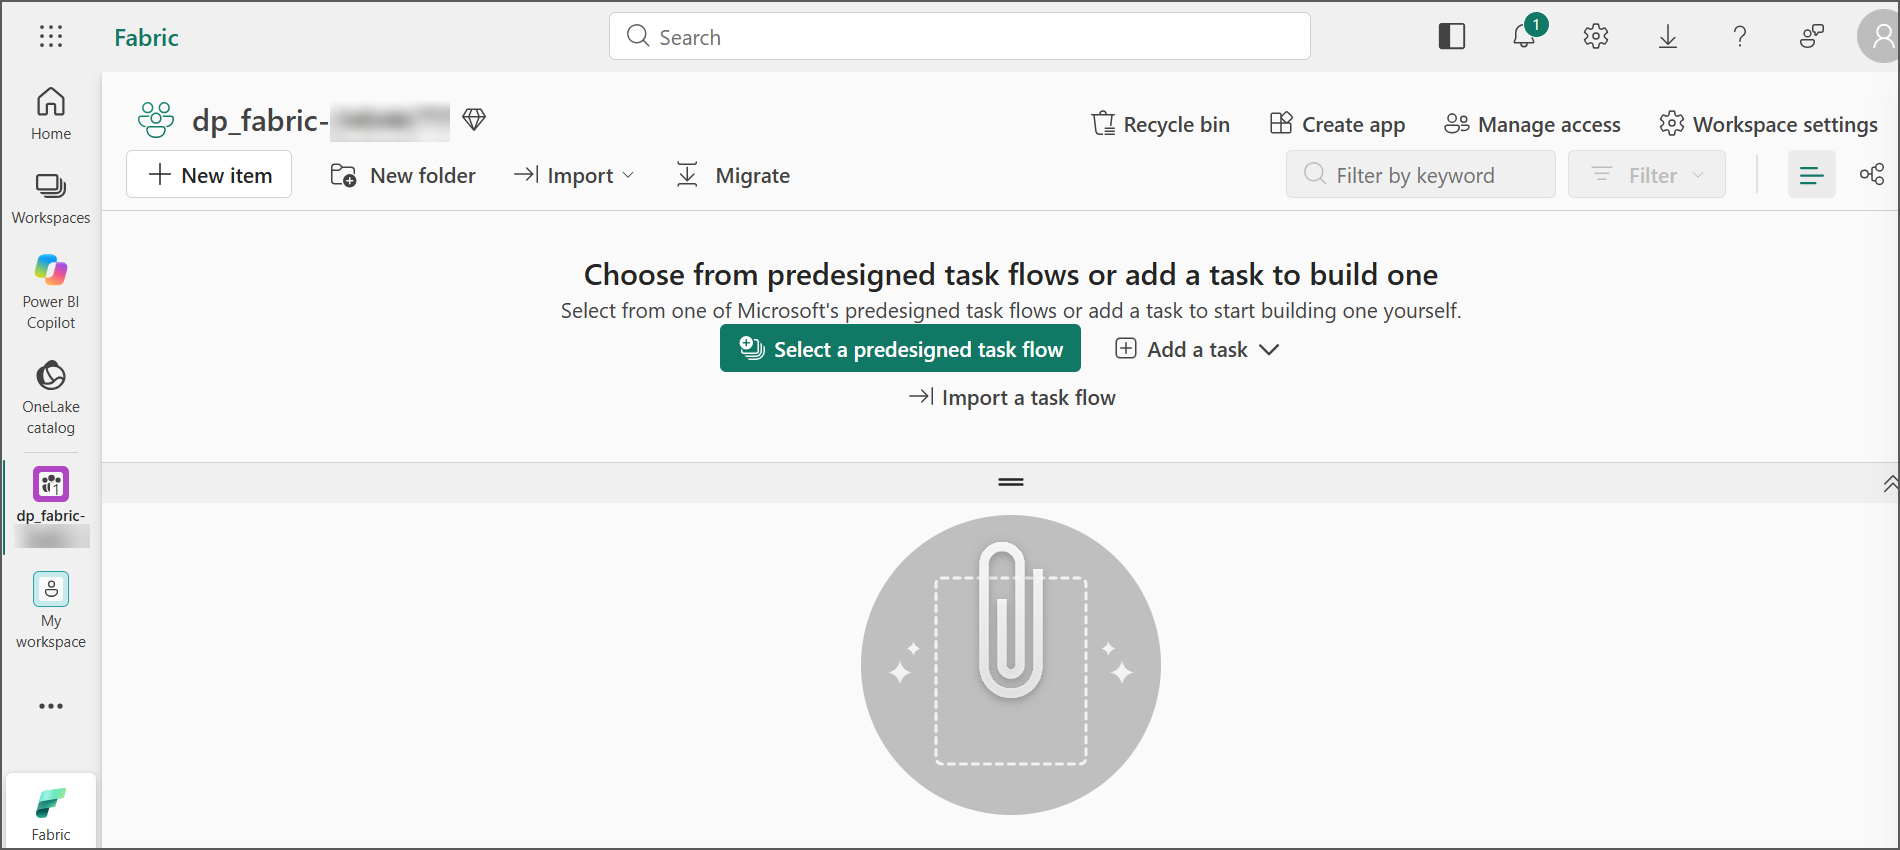 Fabric
Search
1
Home
Workspaces
Power BI
Copilot
OneLake
catalog
1
dp_fabric-
My
workspace
Fabric
dp_fabric-
Recycle bin
Create app
Manage access
Workspace settings
New item
New folder
Import
Migrate
Filter by keyword
Filter
Choose from predesigned task flows or add a task to build one
Select from one of Microsoft's predesigned task flows or add a task to start building one yourself.
Select a predesigned task flow
Add a task
Import a task flow